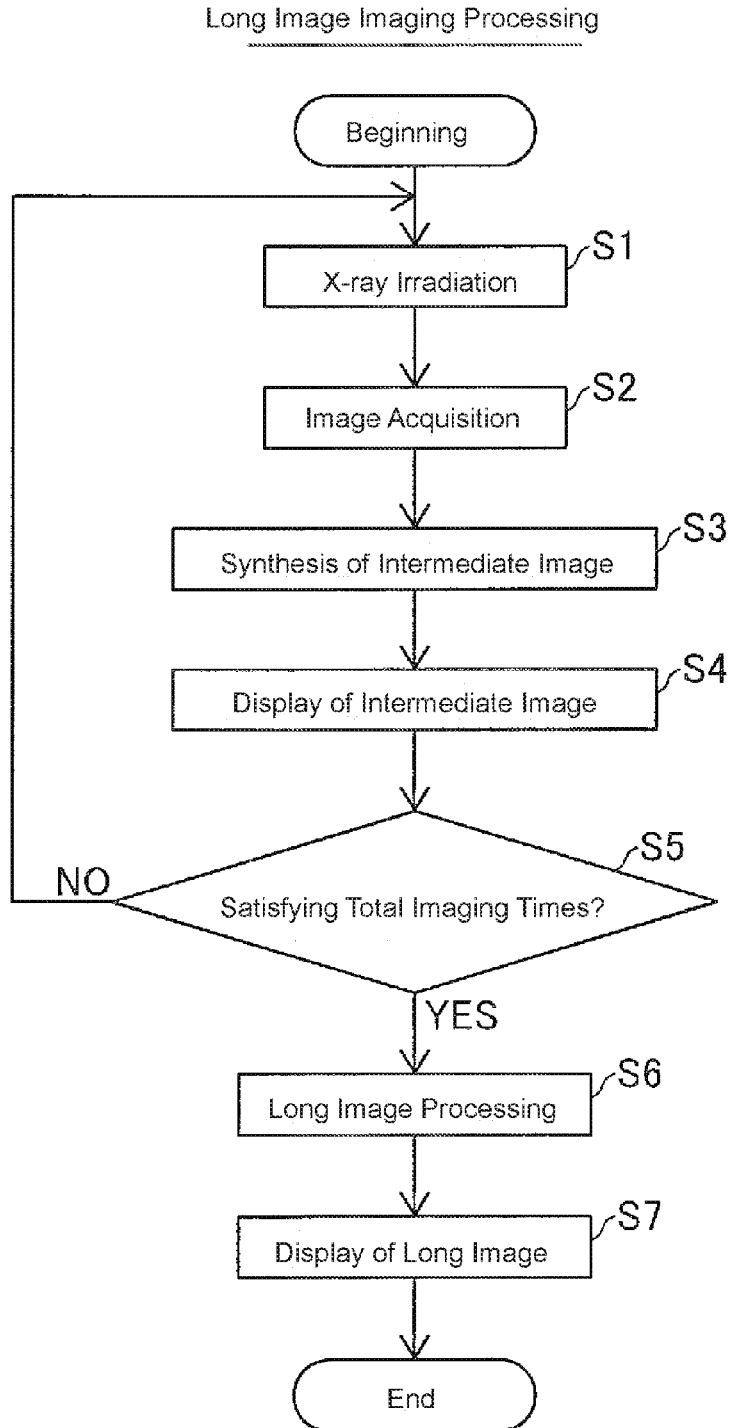 Long Image Imaging Processing
Beginning
S1
X-ray Irradiation
S2
Image Acquisition
S3
Synthesis of Intermediate Image
S4
Display of Intermediate Image
S5
NO
Satisfying Total Imaging Times?
YES
S6
Long Image Processing
S7
Display of Long Image
End